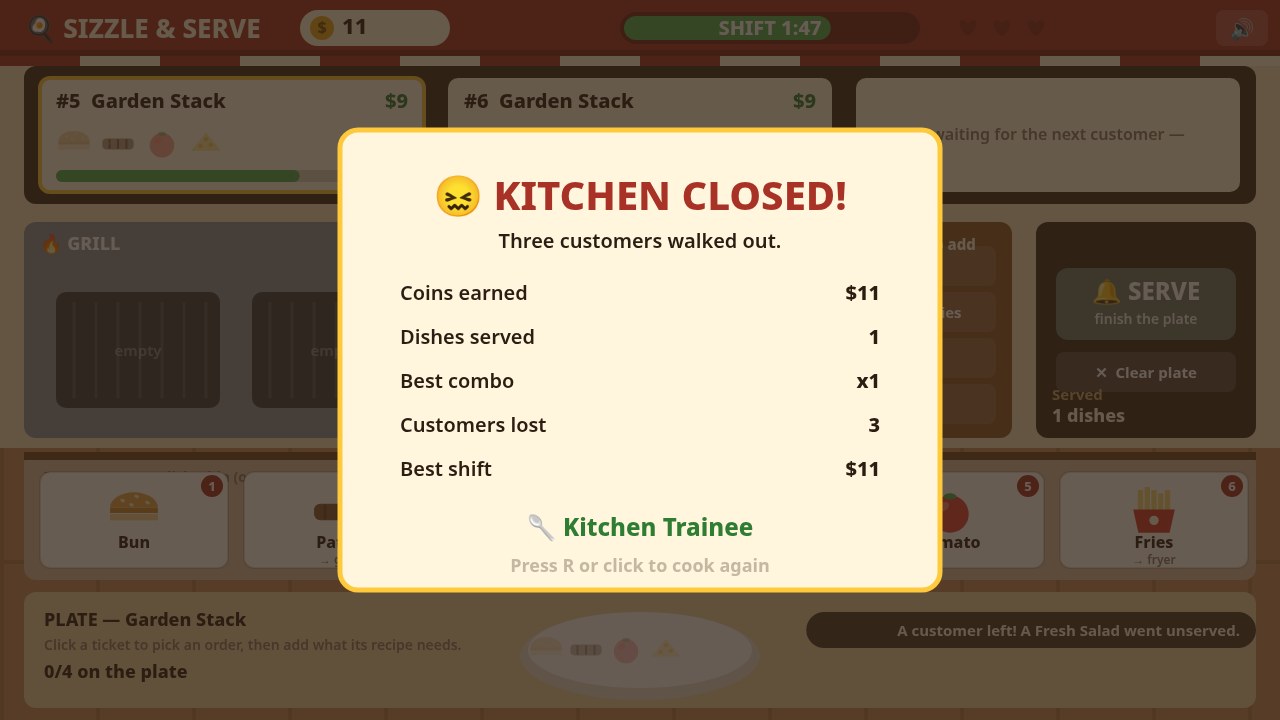 SIZZLE & SERVE
$ 11
SHIFT 1:47
#5 Garden Stack $9
#6 Garden Stack $9
waiting for the next customer —
KITCHEN CLOSED!
Three customers walked out.
Coins earned $11
Dishes served 1
Best combo x1
Customers lost 3
Best shift $11
Kitchen Trainee
Press R or click to cook again
GRILL
empty
add
SERVE
finish the plate
✕ Clear plate
Served
1 dishes
1
Bun
5
6
Fries
→ fryer
PLATE — Garden Stack
Click a ticket to pick an order, then add what its recipe needs.
0/4 on the plate
A customer left! A Fresh Salad went unserved.